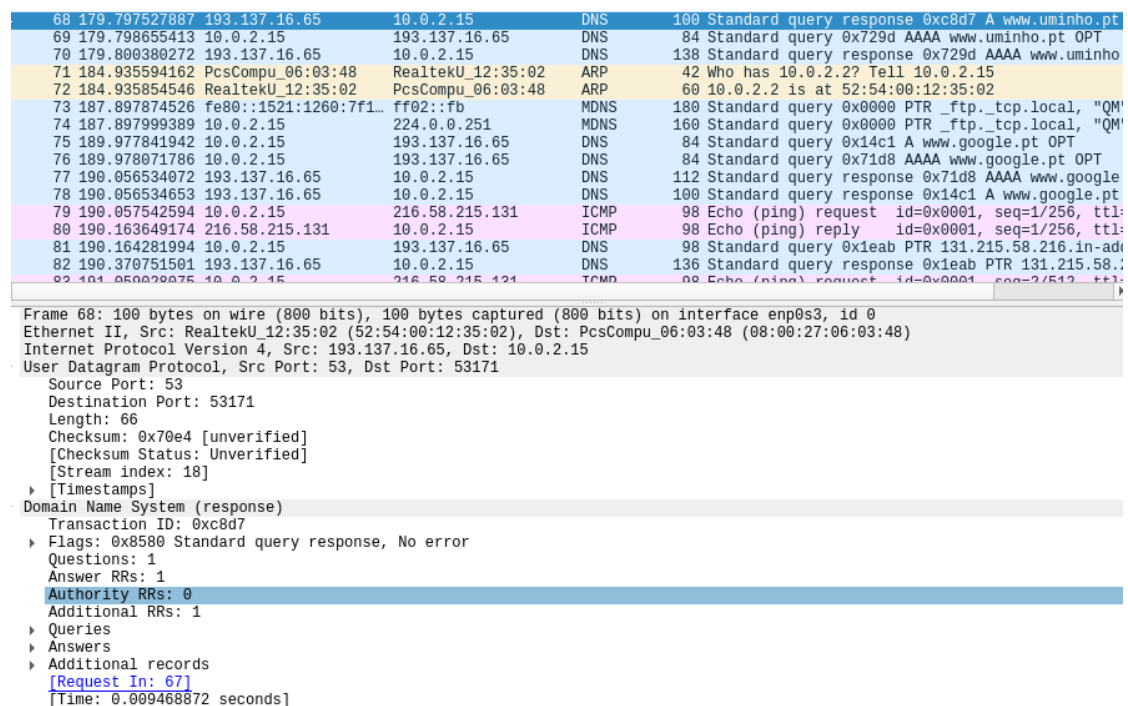 68 179.797527887 193.137.16.65 10.0.2.15 DNS 100 Standard query response 0xc8d7 A www.uminho.pt
69 179.798655413 10.0.2.15 193.137.16.65 DNS 84 Standard query 0x729d AAAA www.uminho.pt OPT
70 179.800380272 193.137.16.65 10.0.2.15 DNS 138 Standard query response 0x729d AAAA www.uminho
71 184.935594162 PcsCompu_06:03:48 RealtekU_12:35:02 ARP 42 Who has 10.0.2.2? Tell 10.0.2.15
72 184.935854546 RealtekU_12:35:02 PcsCompu_06:03:48 ARP 60 10.0.2.2 is at 52:54:00:12:35:02
73 187.897874526 fe80::1521:1260:7f1… ff02::fb MDNS 180 Standard query 0x0000 PTR _ftp._tcp.local, "QM"
74 187.897999389 10.0.2.15 224.0.0.251 MDNS 160 Standard query 0x0000 PTR _ftp._tcp.local, "QM"
75 189.977841942 10.0.2.15 193.137.16.65 DNS 84 Standard query 0x14c1 A www.google.pt OPT
76 189.978071786 10.0.2.15 193.137.16.65 DNS 84 Standard query 0x71d8 AAAA www.google.pt OPT
77 190.056534072 193.137.16.65 10.0.2.15 DNS 112 Standard query response 0x71d8 AAAA www.google
78 190.056534653 193.137.16.65 10.0.2.15 DNS 100 Standard query response 0x14c1 A www.google.pt
79 190.057542594 10.0.2.15 216.58.215.131 ICMP 98 Echo (ping) request id=0x0001, seq=1/256, ttl=
80 190.163649174 216.58.215.131 10.0.2.15 ICMP 98 Echo (ping) reply id=0x0001, seq=1/256, ttl=
81 190.164281994 10.0.2.15 193.137.16.65 DNS 98 Standard query 0x1eab PTR 131.215.58.216.in-add
82 190.370751501 193.137.16.65 10.0.2.15 DNS 136 Standard query response 0x1eab PTR 131.215.58.2
83 191.059028075 10.0.2.15 216.58.215.131 ICMP 98 Echo (ping) request id=0x0001, seq=2/512, ttl=
Frame 68: 100 bytes on wire (800 bits), 100 bytes captured (800 bits) on interface enp0s3, id 0
Ethernet II, Src: RealtekU_12:35:02 (52:54:00:12:35:02), Dst: PcsCompu_06:03:48 (08:00:27:06:03:48)
Internet Protocol Version 4, Src: 193.137.16.65, Dst: 10.0.2.15
User Datagram Protocol, Src Port: 53, Dst Port: 53171
Source Port: 53
Destination Port: 53171
Length: 66
Checksum: 0x70e4 [unverified]
[Checksum Status: Unverified]
[Stream index: 18]
[Timestamps]
Domain Name System (response)
Transaction ID: 0xc8d7
Flags: 0x8580 Standard query response, No error
Questions: 1
Answer RRs: 1
Authority RRs: 0
Additional RRs: 1
Queries
Answers
Additional records
[Request In: 67]
[Time: 0.009468872 seconds]